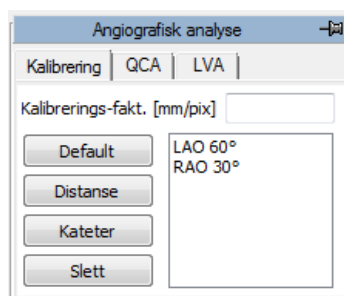 Angiografisk analyse
Kalibrering QCA LVA
Kalibrerings-fakt. [mm/pix]
Default
LAO 60°
RAO 30°
Distanse
Kateter
Slett